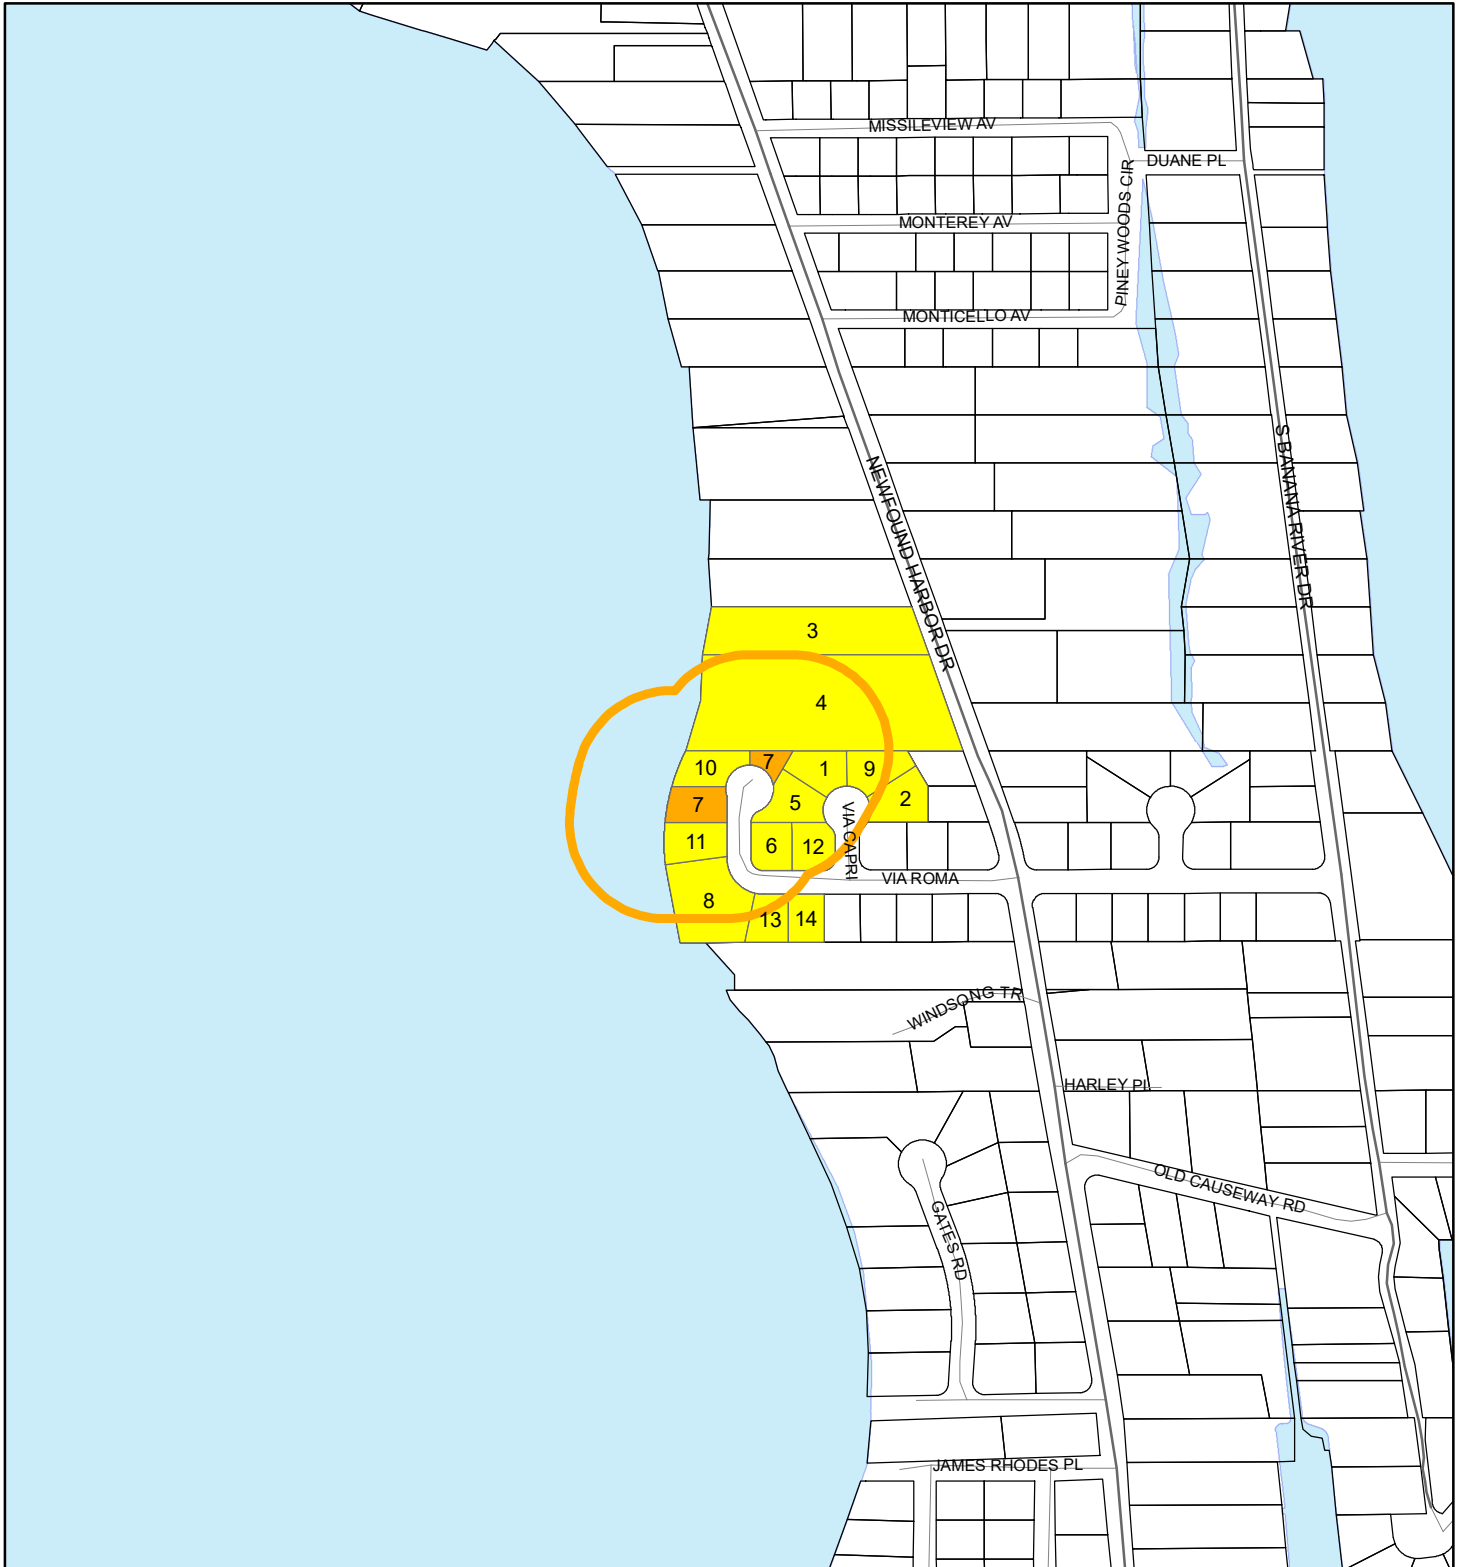 MISSILEVIEW AV
DUANE PL
PINEY WOODS CIR
MONTEREY AV
MONTICELLO AV
NEWFOUND HARBOR DR
S BANANA RIVER DR
3
4
10
7
1
9
7
5
2
11
6
12
VIA CAPRI
VIA ROMA
8
13
14
WINDSONG TR
HARLEY PL
OLD CAUSEWAY RD
GATES RD
JAMES RHODES PL